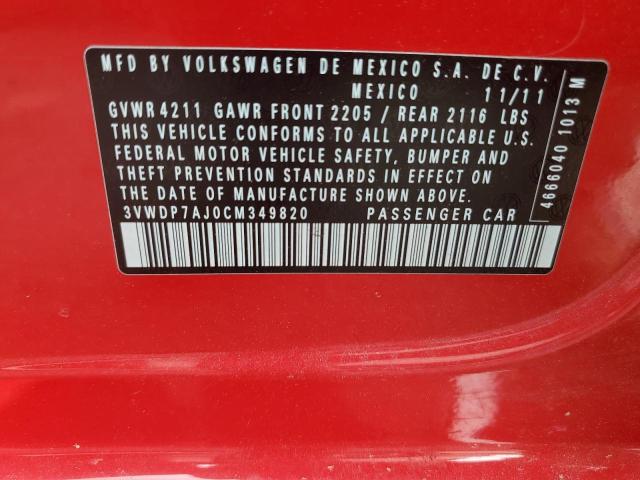 MFD BY VOLKSWAGEN DE MEXICO S.A. DE C.V.
MEXICO 11/11
GVWR 4211 GAWR FRONT 2205 / REAR 2116 LBS
THIS VEHICLE CONFORMS TO ALL APPLICABLE U.S.
FEDERAL MOTOR VEHICLE SAFETY, BUMPER AND
THEFT PREVENTION STANDARDS IN EFFECT ON
THE DATE OF MANUFACTURE SHOWN ABOVE.
3VWDP7AJ0CM349820 PASSENGER CAR
4666040 1013 M